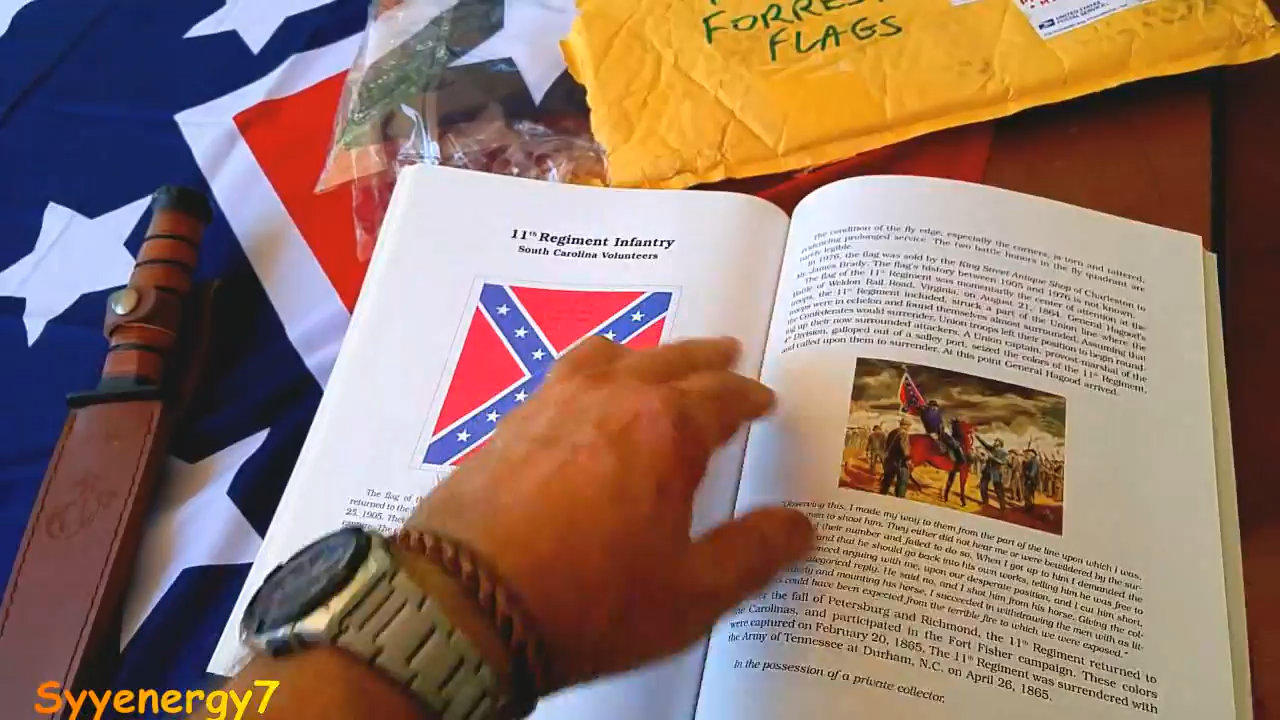 FORRES
FLAGS
UNITED STATES
POSTAL SERVICE
11th Regiment Infantry
South Carolina Volunteers
The flag of
returned to the
25, 1905.
The condition of the fly edge, especially the corners, is torn and tattered,
evidencing prolonged service. The two battle honors in the fly quadrant are
barely legible.
In 1976, the flag was sold by the King Street Antique Shop of Charleston to
Mr. James Brady. The flag's history between 1905 and 1976 is not known.
The flag of the 11th Regiment was momentarily the center of attention at the
Battle of Weldon Rail Road, Virginia, on August 21, 1864. General Hagood's
troops, the 11th Regiment included, struck a part of the Union line where the
troops were in echelon and found themselves almost surrounded. Assuming that
the Confederates would surrender, Union troops left their position to begin round-
ing up their now surrounded attackers. A Union captain, provost-marshal of the
4th Division, galloped out of a salley port, seized the colors of the 11th Regiment,
and called upon them to surrender. At this point General Hagood arrived.
"Observing this, I made my way to them from the part of the line upon which I was,
men to shoot him. They either did not hear me or were bewildered by the sur-
of their number and failed to do so. When I got up to him I demanded the
and that he should go back into his own works, telling him he was free to
arguing with me, upon our desperate position, and I cut him short,
categorical reply. He said no, and I shot him from his horse. Giving the col-
and mounting his horse, I succeeded in withdrawing the men with as lit-
could have been expected from the terrible fire to which we were exposed."
the fall of Petersburg and Richmond, the 11th Regiment returned to
the Carolinas, and participated in the Fort Fisher campaign. These colors
were captured on February 20, 1865. The 11th Regiment was surrendered with
the Army of Tennessee at Durham, N.C. on April 26, 1865.
In the possession of a private collector.
Syyenergy7